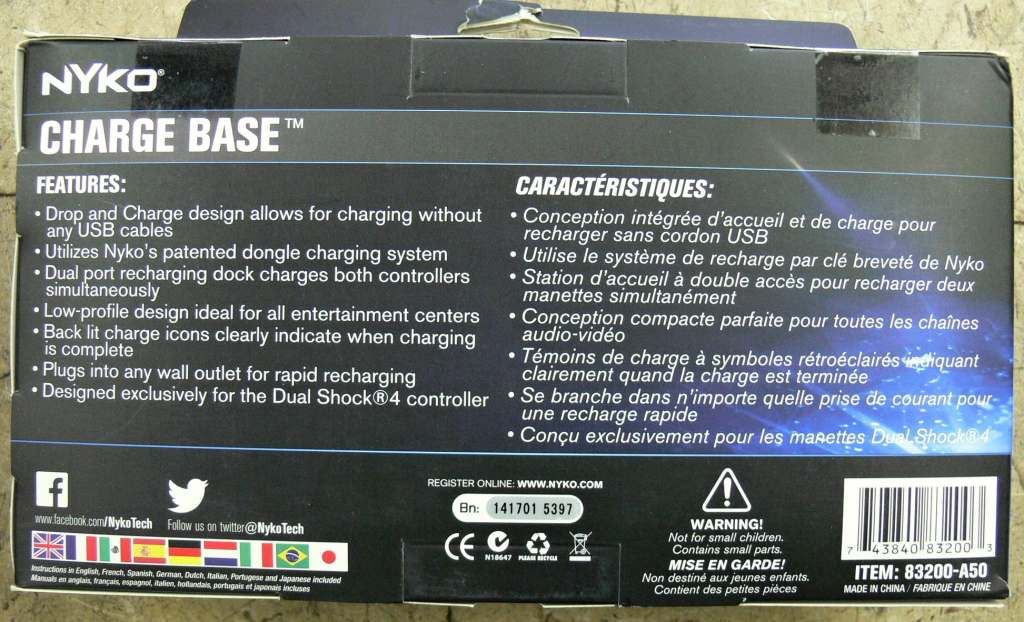 NYKO®
CHARGE BASE™
FEATURES:
• Drop and Charge design allows for charging without
any USB cables
• Utilizes Nyko's patented dongle charging system
• Dual port recharging dock charges both controllers
simultaneously
• Low-profile design ideal for all entertainment centers
• Back lit charge icons clearly indicate when charging
is complete
• Plugs into any wall outlet for rapid recharging
• Designed exclusively for the Dual Shock®4 controller
CARACTÉRISTIQUES:
• Conception intégrée d'accueil et de charge pour
recharger sans cordon USB
• Utilise le système de recharge par clé breveté de Nyko
• Station d'accueil à double accès pour recharger deux
manettes simultanément
• Conception compacte parfaite pour toutes les chaînes
audio-vidéo
• Témoins de charge à symboles rétroéclairés indiquant
clairement quand la charge est terminée
• Se branche dans n'importe quelle prise de courant pour
une recharge rapide
• Conçu exclusivement pour les manettes Dual Shock®4
www.facebook.com/NykoTech
Follow us on twitter@NykoTech
Instructions in English, French, Spanish, German, Dutch, Italian, Portugese and Japanese included
Manuels en anglais, français, espagnol, italien, hollandais, portugais et japonais incluses
REGISTER ONLINE: WWW.NYKO.COM
Bn: 141701 5397
CE
N18647
PLEASE RECYCLE
WARNING!
Not for small children.
Contains small parts.
MISE EN GARDE!
Non destiné aux jeunes enfants.
Contient des petites pièces
7 43840 83200 3
ITEM: 83200-A50
MADE IN CHINA / FABRIQUE EN CHINE